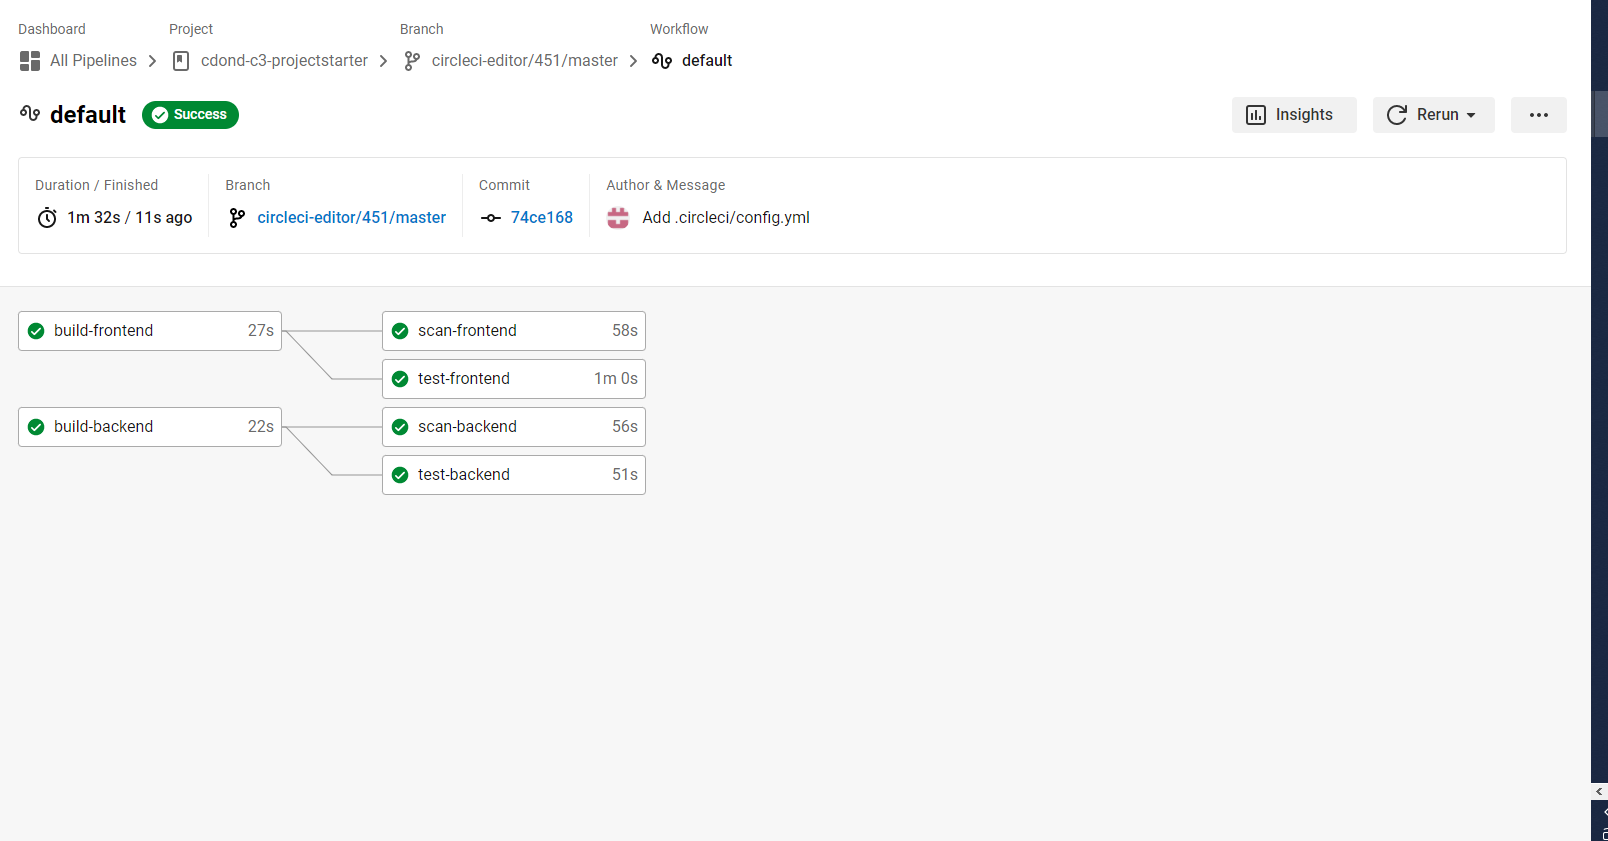 Dashboard Project Branch Workflow
All Pipelines cdond-c3-projectstarter circleci-editor/451/master default
default Success Insights Rerun
Duration / Finished Branch Commit Author & Message
1m 32s / 11s ago circleci-editor/451/master 74ce168 Add .circleci/config.yml
build-frontend 27s scan-frontend 58s
test-frontend 1m 0s
build-backend 22s scan-backend 56s
test-backend 51s